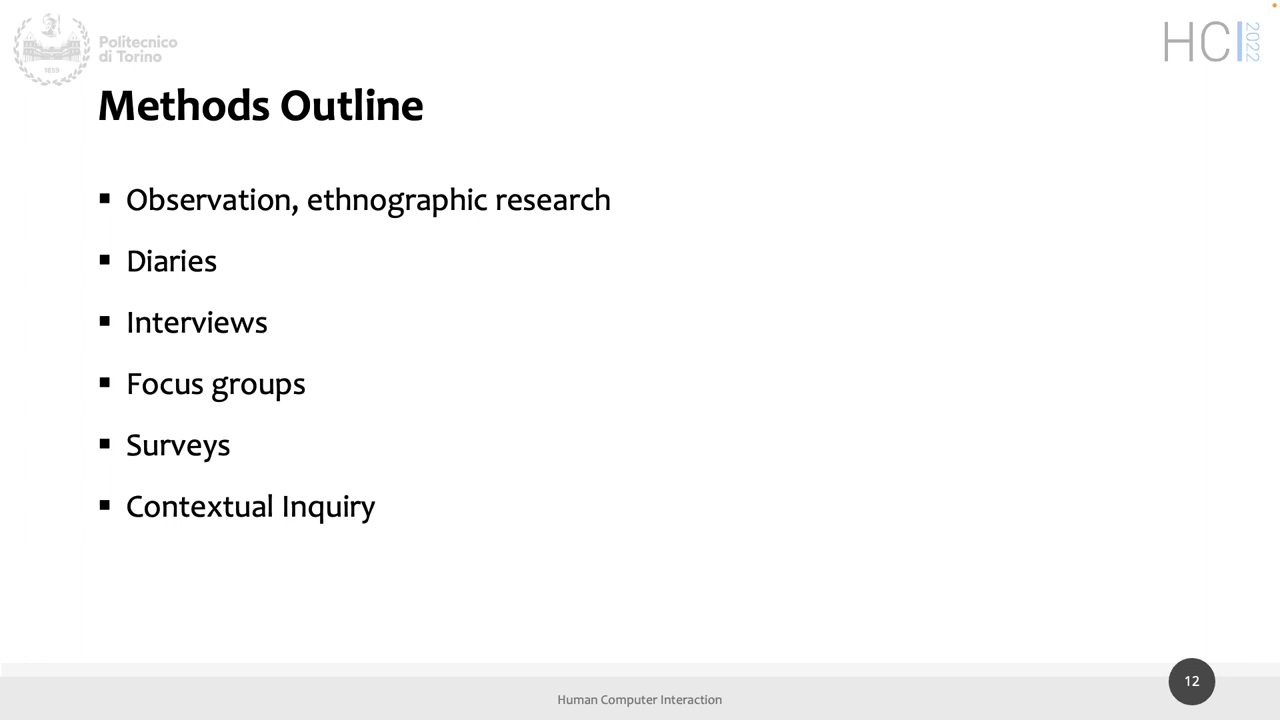 Politecnico
di Torino
1859
HCI 2022
Methods Outline
▪ Observation, ethnographic research
▪ Diaries
▪ Interviews
▪ Focus groups
▪ Surveys
▪ Contextual Inquiry
12
Human Computer Interaction